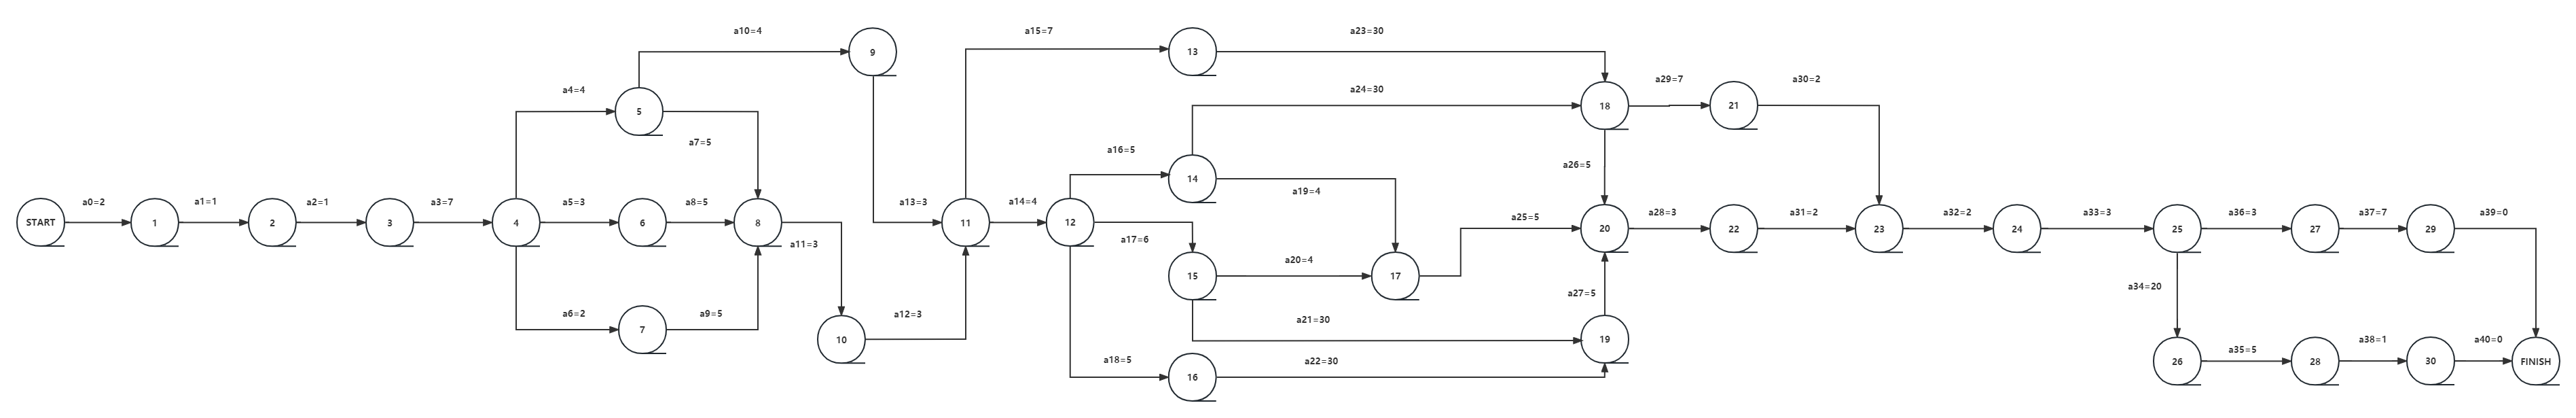 a10=4
a15=7
a23=30
9
13
a29=7
a30=2
a4=4
a24=30
18
21
5
a7=5
a16=5
a26=5
14
a19=4
a0=2
a1=1
a2=1
a3=7
a5=3
a8=5
a13=3
a14=4
a25=5
a28=3
a31=2
a32=2
a33=3
a36=3
a37=7
a39=0
START
1
2
3
4
6
8
11
12
20
22
23
24
25
27
29
a11=3
a17=6
a20=4
15
17
a27=5
a34=20
a6=2
a9=5
a12=3
a21=30
7
10
19
a18=5
a22=30
a35=5
a38=1
a40=0
16
26
28
30
FINISH